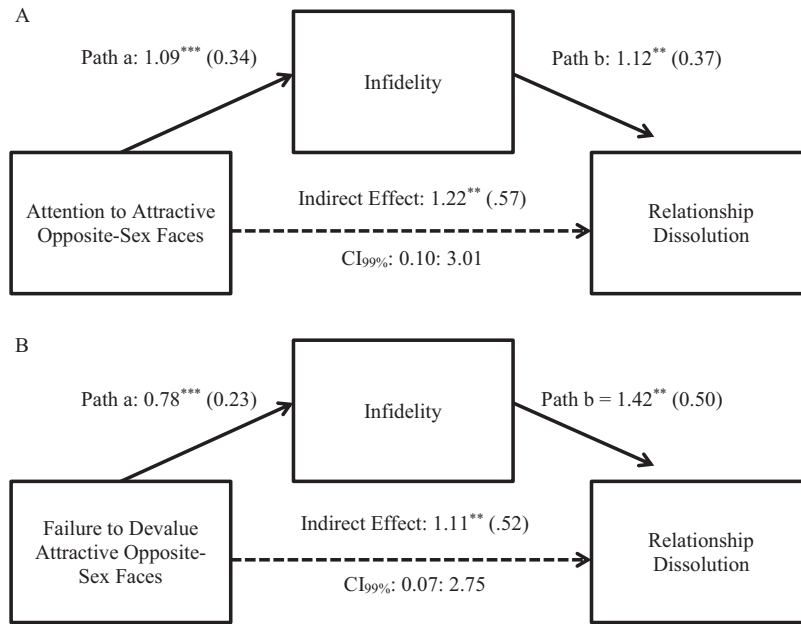 A
Path a: 1.09*** (0.34)
Path b: 1.12** (0.37)
Infidelity
Attention to Attractive
Opposite-Sex Faces
Indirect Effect: 1.22** (.57)
CI99%: 0.10: 3.01
Relationship
Dissolution
B
Path a: 0.78*** (0.23)
Path b = 1.42** (0.50)
Infidelity
Failure to Devalue
Attractive Opposite-
Sex Faces
Indirect Effect: 1.11** (.52)
CI99%: 0.07: 2.75
Relationship
Dissolution